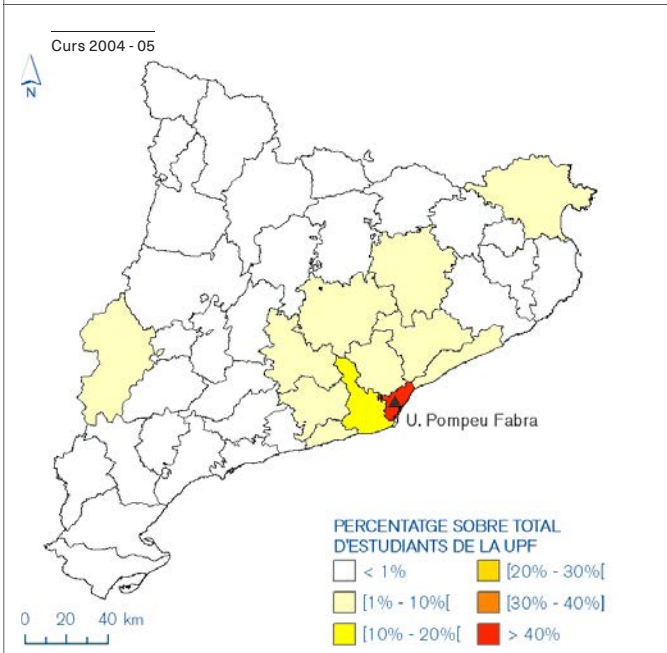 Curs 2004 - 05
N
U. Pompeu Fabra
PERCENTATGE SOBRE TOTAL
D'ESTUDIANTS DE LA UPF
< 1%
[20% - 30%[
[1% - 10%[
[30% - 40%]
[10% - 20%[
> 40%
0 20 40 km